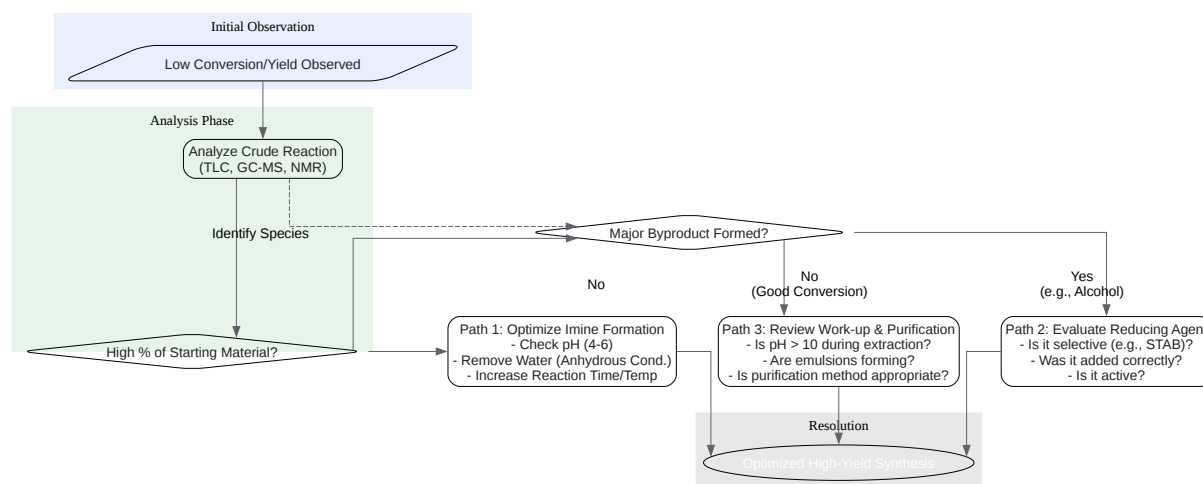 Initial Observation
Low Conversion/Yield Observed
Analysis Phase
Analyze Crude Reaction
(TLC, GC-MS, NMR)
Identify Species
Major Byproduct Formed?
No
No
(Good Conversion)
Yes
(e.g., Alcohol)
High % of Starting Material?
Path 1: Optimize Imine Formation
- Check pH (4-6)
- Remove Water (Anhydrous Cond.)
- Increase Reaction Time/Temp
Path 3: Review Work-up & Purification
- Is pH > 10 during extraction?
- Are emulsions forming?
- Is purification method appropriate?
Path 2: Evaluate Reducing Agen
- Is it selective (e.g., STAB)?
- Was it added correctly?
- Is it active?
Resolution
Optimized High-Yield Synthesis